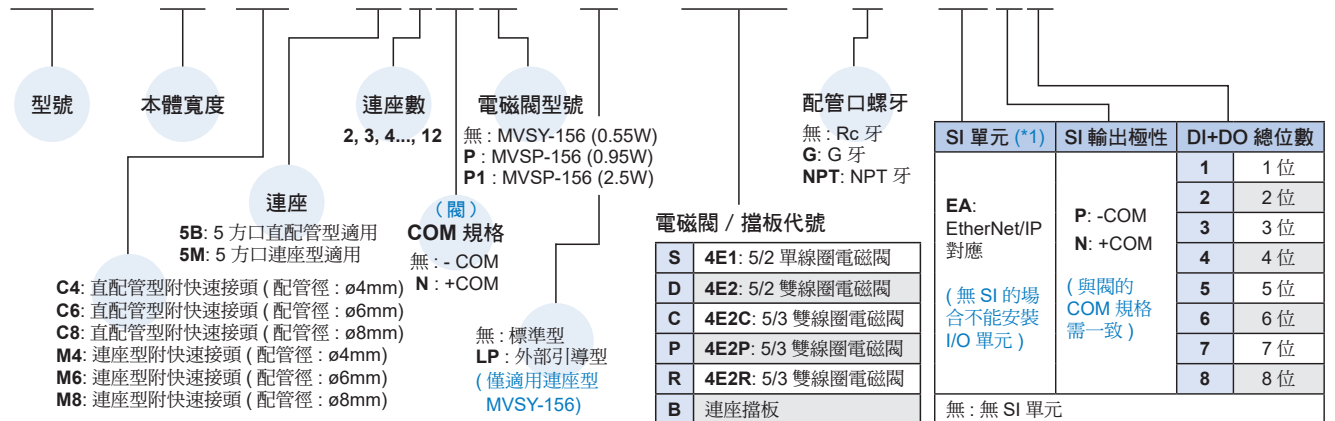 型號
本體寬度
連座數
2, 3, 4..., 12
電磁閥型號
無 : MVSY-156 (0.55W)
P : MVSP-156 (0.95W)
P1 : MVSP-156 (2.5W)
配管口螺牙
無 : Rc 牙
G: G 牙
NPT: NPT 牙
連座
5B: 5 方口直配管型適用
5M: 5 方口連座型適用
( 閥 )
COM 規格
無 : - COM
N : +COM
C4: 直配管型附快速接頭 ( 配管徑 : ø4mm)
C6: 直配管型附快速接頭 ( 配管徑 : ø6mm)
C8: 直配管型附快速接頭 ( 配管徑 : ø8mm)
M4: 連座型附快速接頭 ( 配管徑 : ø4mm)
M6: 連座型附快速接頭 ( 配管徑 : ø6mm)
M8: 連座型附快速接頭 ( 配管徑 : ø8mm)
無 : 標準型
LP : 外部引導型
( 僅適用連座型
MVSY-156)
電磁閥 / 擋板代號
S 4E1: 5/2 單線圈電磁閥
D 4E2: 5/2 雙線圈電磁閥
C 4E2C: 5/3 雙線圈電磁閥
P 4E2P: 5/3 雙線圈電磁閥
R 4E2R: 5/3 雙線圈電磁閥
B 連座擋板
SI 單元 (*1) SI 輸出極性 DI+DO 總位數
EA:
EtherNet/IP
對應
( 無 SI 的場
合不能安裝
I/O 單元 )
P: -COM
N: +COM
( 與閥的
COM 規格
需一致 )
1 1 位
2 2 位
3 3 位
4 4 位
5 5 位
6 6 位
7 7 位
8 8 位
無 : 無 SI 單元